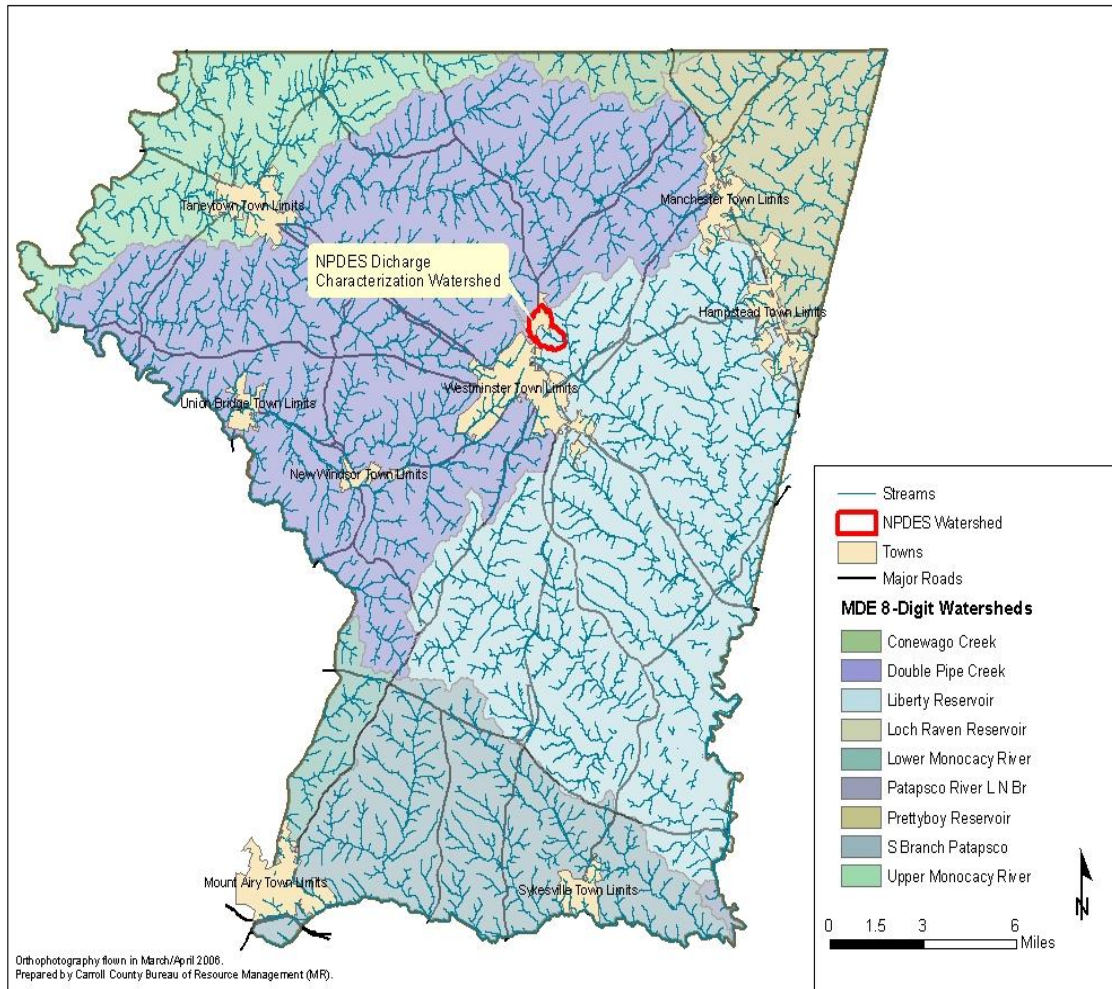 Taneytown Town Limits
Manchester Town Limits
NPDES Dicharge
Characterization Watershed
Hampstead Town Limits
Westminster Town Limits
Union Bridge Town Limits
New Windsor Town Limits
Mount Airy Town Limits
Sykesville Town Limits
Streams
NPDES Watershed
Towns
Major Roads
MDE 8-Digit Watersheds
Conewago Creek
Double Pipe Creek
Liberty Reservoir
Loch Raven Reservoir
Lower Monocacy River
Patapsco River L N Br
Prettyboy Reservoir
S Branch Patapsco
Upper Monocacy River
N
0 1.5 3 6
Miles
Orthophotography flown in March/April 2006.
Prepared by Carroll County Bureau of Resource Management (MR).